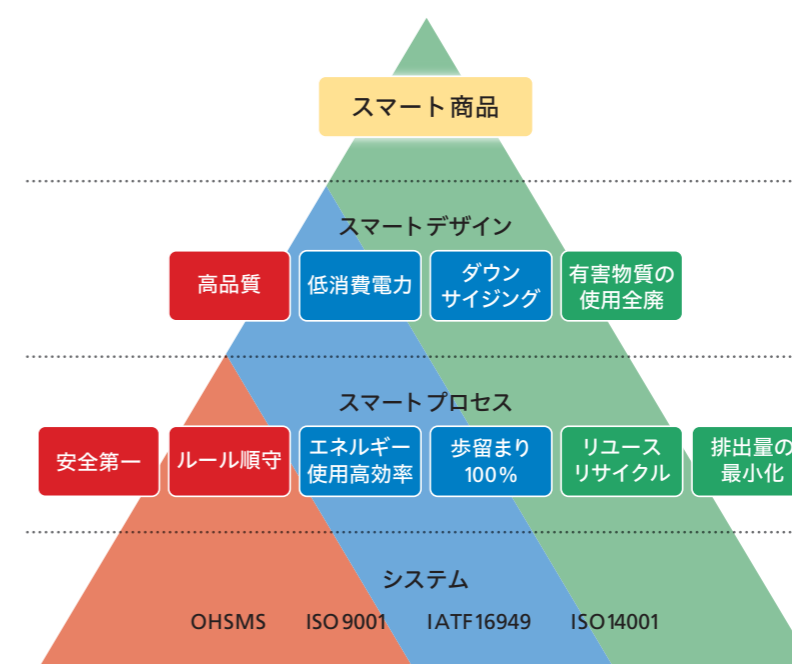 スマート商品
スマートデザイン
高品質
低消費電力
ダウン
サイジング
有害物質の
使用全廃
スマートプロセス
安全第一
ルール順守
エネルギー
使用高効率
歩留まり
100%
リユース
リサイクル
排出量の
最小化
システム
OHSMS ISO9001 IATF16949 ISO14001